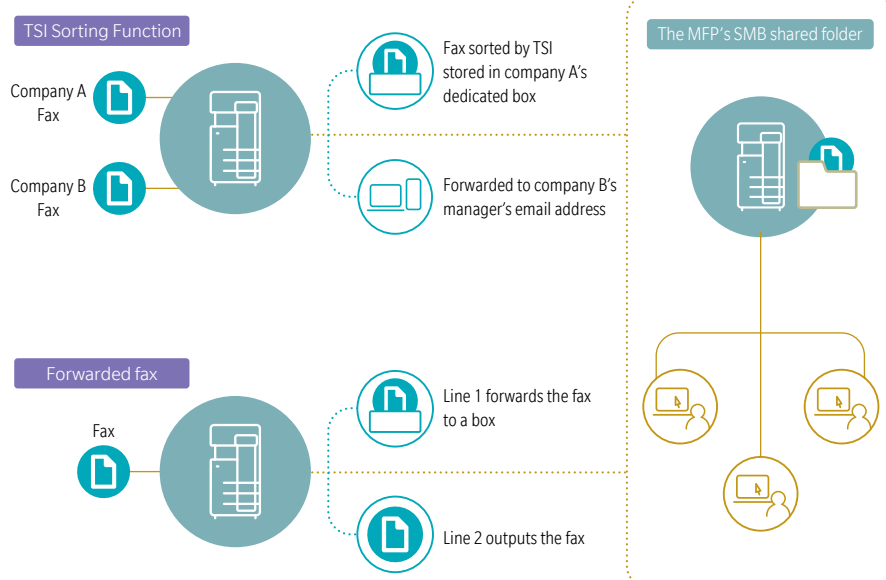 TSI Sorting Function
Company A
Fax
Company B
Fax
Fax sorted by TSI
stored in company A's
dedicated box
Forwarded to company B's
manager's email address
The MFP's SMB shared folder
Forwarded fax
Fax
Line 1 forwards the fax
to a box
Line 2 outputs the fax